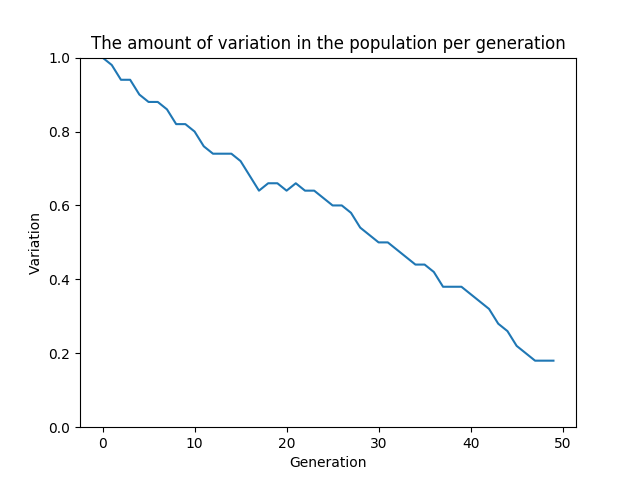 The amount of variation in the population per generation
1.0
0.8
0.6
0.4
0.2
0.0
Variation
0 10 20 30 40 50
Generation